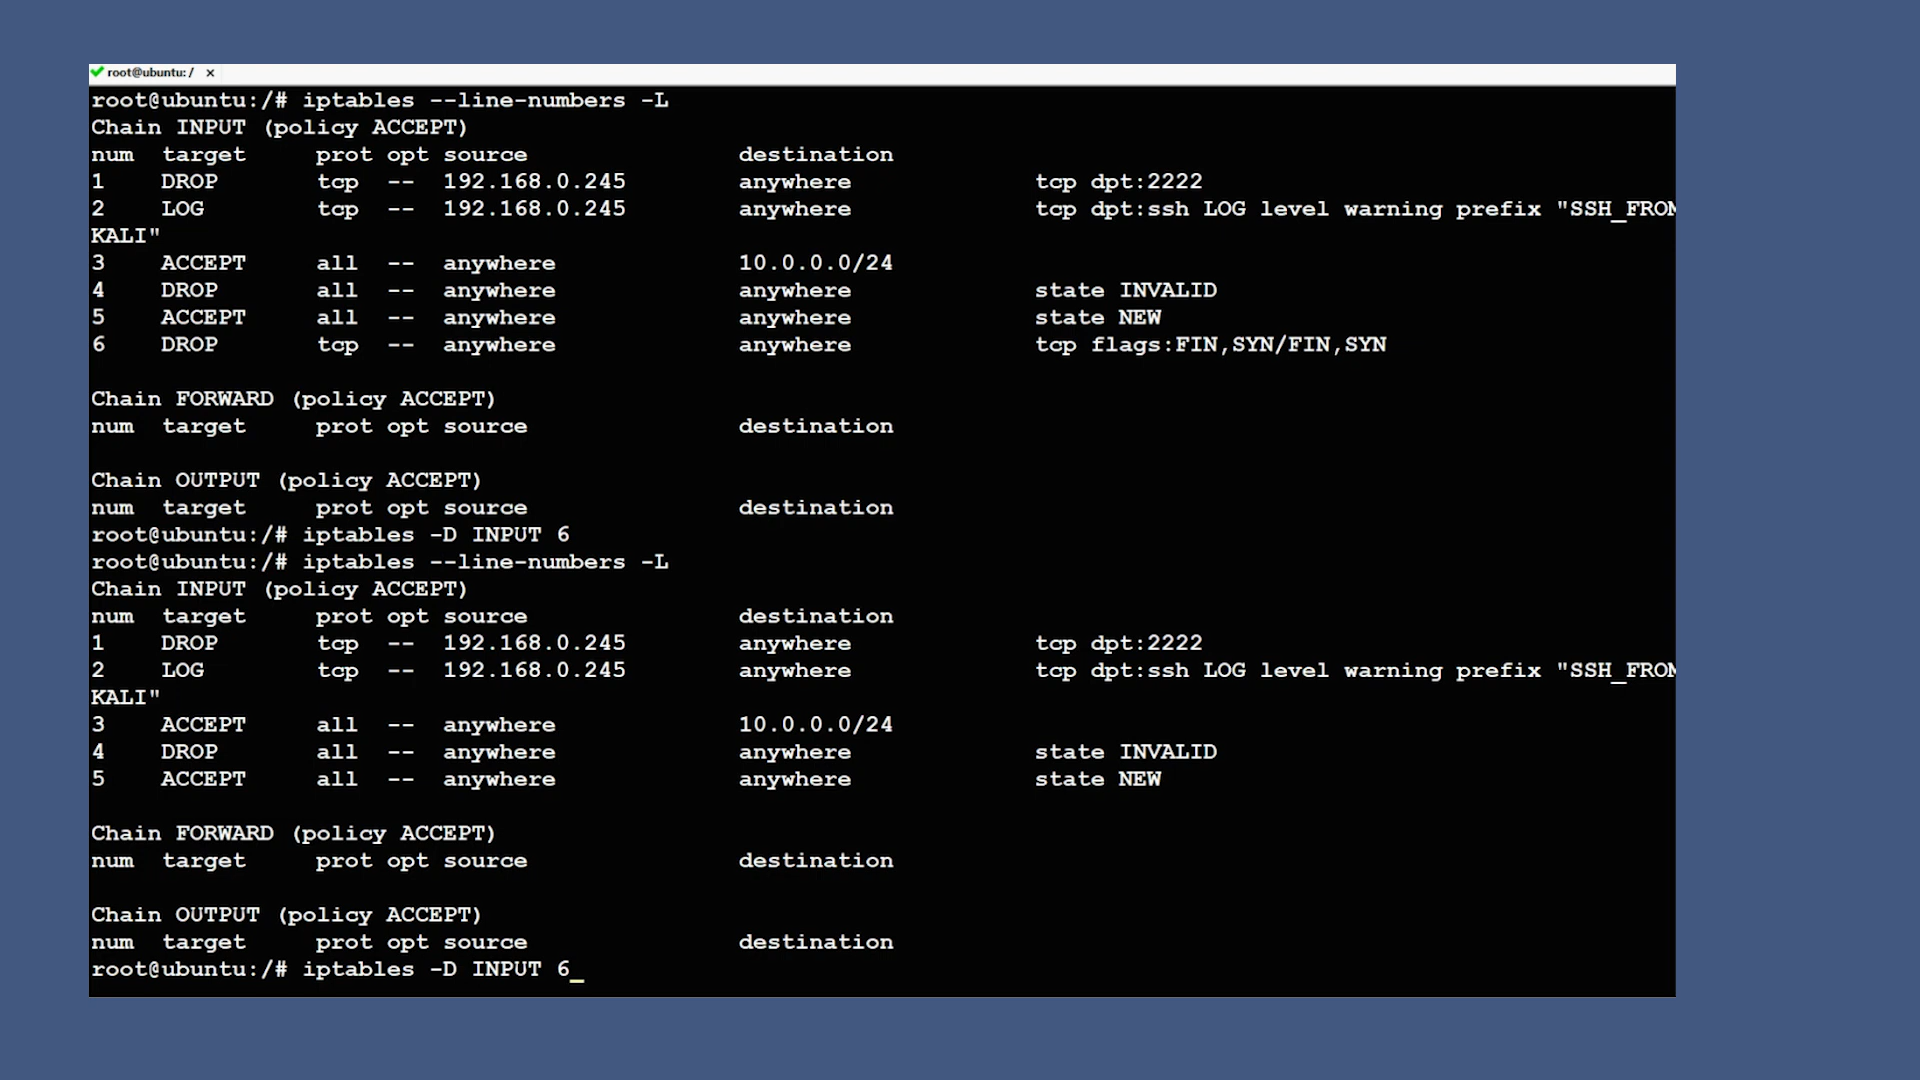 root@ubuntu: /
root@ubuntu:/# iptables --line-numbers -L
Chain INPUT (policy ACCEPT)
num  target     prot opt source               destination
1    DROP       tcp  --  192.168.0.245        anywhere             tcp dpt:2222
2    LOG        tcp  --  192.168.0.245        anywhere             tcp dpt:ssh LOG level warning prefix "SSH_FROM
KALI"
3    ACCEPT     all  --  anywhere             10.0.0.0/24
4    DROP       all  --  anywhere             anywhere             state INVALID
5    ACCEPT     all  --  anywhere             anywhere             state NEW
6    DROP       tcp  --  anywhere             anywhere             tcp flags:FIN,SYN/FIN,SYN
Chain FORWARD (policy ACCEPT)
num  target     prot opt source               destination
Chain OUTPUT (policy ACCEPT)
num  target     prot opt source               destination
root@ubuntu:/# iptables -D INPUT 6
root@ubuntu:/# iptables --line-numbers -L
Chain INPUT (policy ACCEPT)
num  target     prot opt source               destination
1    DROP       tcp  --  192.168.0.245        anywhere             tcp dpt:2222
2    LOG        tcp  --  192.168.0.245        anywhere             tcp dpt:ssh LOG level warning prefix "SSH_FROM
KALI"
3    ACCEPT     all  --  anywhere             10.0.0.0/24
4    DROP       all  --  anywhere             anywhere             state INVALID
5    ACCEPT     all  --  anywhere             anywhere             state NEW
Chain FORWARD (policy ACCEPT)
num  target     prot opt source               destination
Chain OUTPUT (policy ACCEPT)
num  target     prot opt source               destination
root@ubuntu:/# iptables -D INPUT 6